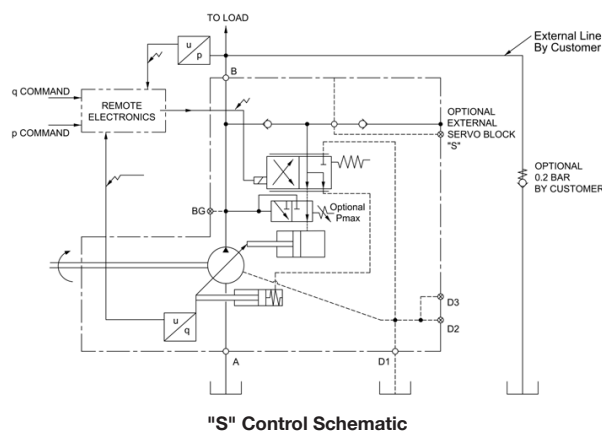 TO LOAD
u
p
External Line
By Customer
B
q COMMAND
p COMMAND
REMOTE
ELECTRONICS
OPTIONAL
EXTERNAL
SERVO BLOCK
"S"
OPTIONAL
0.2 BAR
BY CUSTOMER
BG
Optional
Pmax
D3
D2
u
q
A
D1
"S" Control Schematic